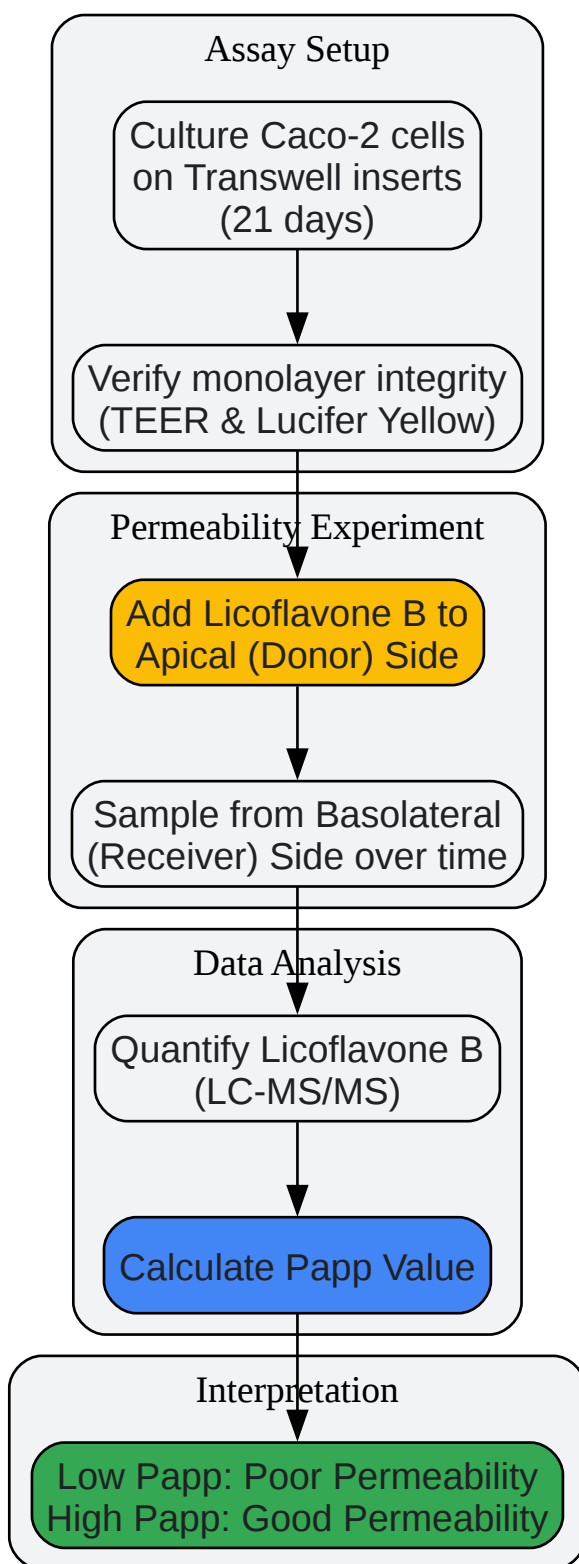 Assay Setup
Culture Caco-2 cells
on Transwell inserts
(21 days)
Verify monolayer integrity
(TEER & Lucifer Yellow)
Permeability Experiment
Add Licoflavone B to
Apical (Donor) Side
Sample from Basolateral
(Receiver) Side over time
Data Analysis
Quantify Licoflavone B
(LC-MS/MS)
Calculate Papp Value
Interpretation
Low Papp: Poor Permeability
High Papp: Good Permeability